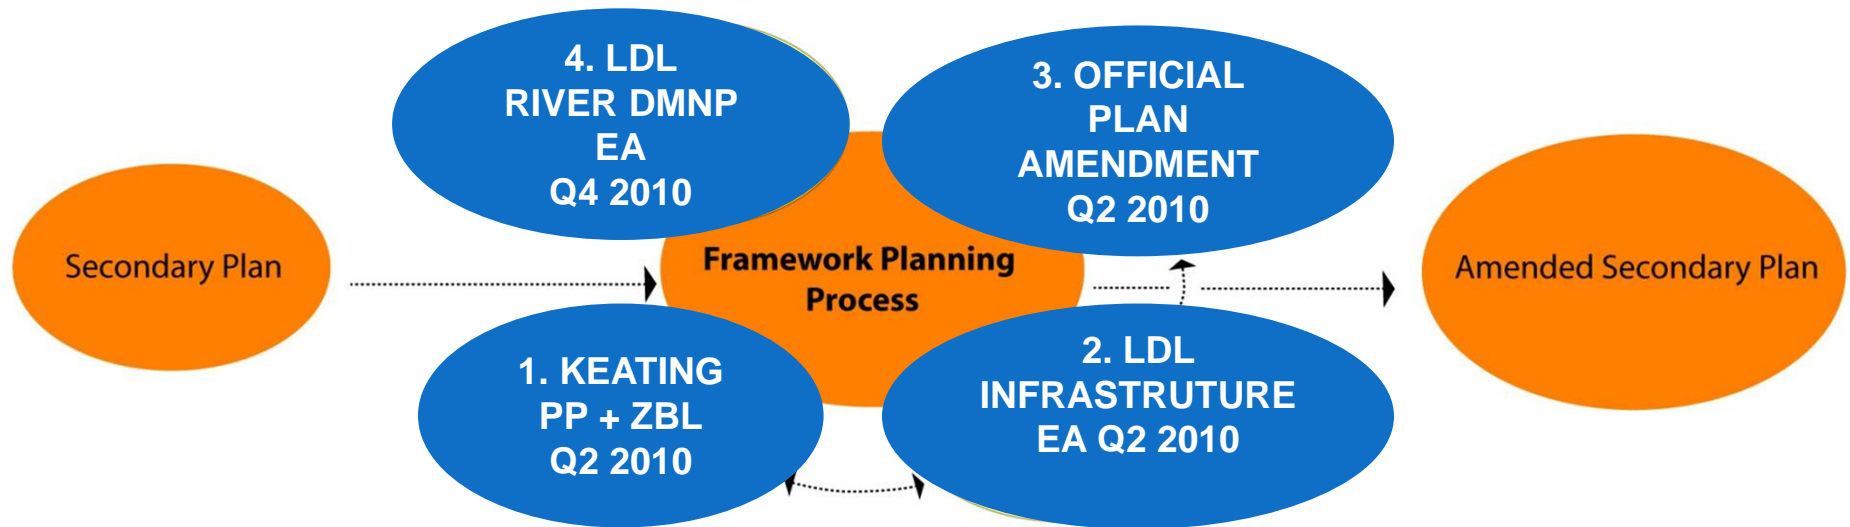 Secondary Plan
4. LDL
RIVER DMNP
EA
Q4 2010
3. OFFICIAL
PLAN
AMENDMENT
Q2 2010
Framework Planning
Process
1. KEATING
PP + ZBL
Q2 2010
2. LDL
INFRASTRUTURE
EA Q2 2010
Amended Secondary Plan